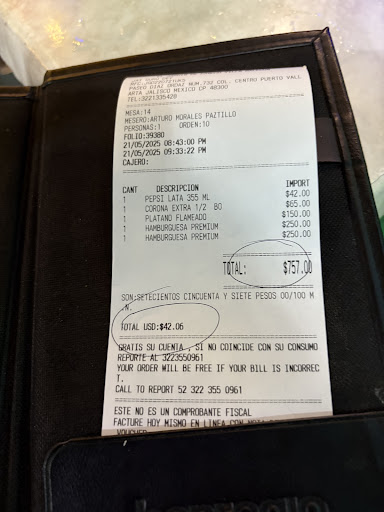 PASEO DIAZ ORDAZ NUM.732 COL. CENTRO PUERTO VALL
ARTA JALISCO MEXICO CP 48300
TEL:3221335428
MESA:14
MESERO:ARTURO MORALES PAZTILLO
PERSONAS:1 ORDEN:10
FOLIO:39380
21/05/2025 08:43:00 PM
21/05/2025 09:33:22 PM
CAJERO:
CANT DESCRIPCION IMPORT
1 PEPSI LATA 355 ML $42.00
1 CORONA EXTRA 1/2 BO $65.00
1 PLATANO FLAMEADO $150.00
1 HAMBURGUESA PREMIUM $250.00
1 HAMBURGUESA PREMIUM $250.00
TOTAL: $757.00
SON:SETECIENTOS CINCUENTA Y SIETE PESOS 00/100 M
.N.
TOTAL USD:$42.06
GRATIS SU CUENTA , SI NO COINCIDE CON SU CONSUMO
REPORTE AL 3223550961
YOUR ORDER WILL BE FREE IF YOUR BILL IS INCORREC
T.
CALL TO REPORT 52 322 355 0961
ESTE NO ES UN COMPROBANTE FISCAL
FACTURE HOY MISMO EN LINEA CON
VOUCHER